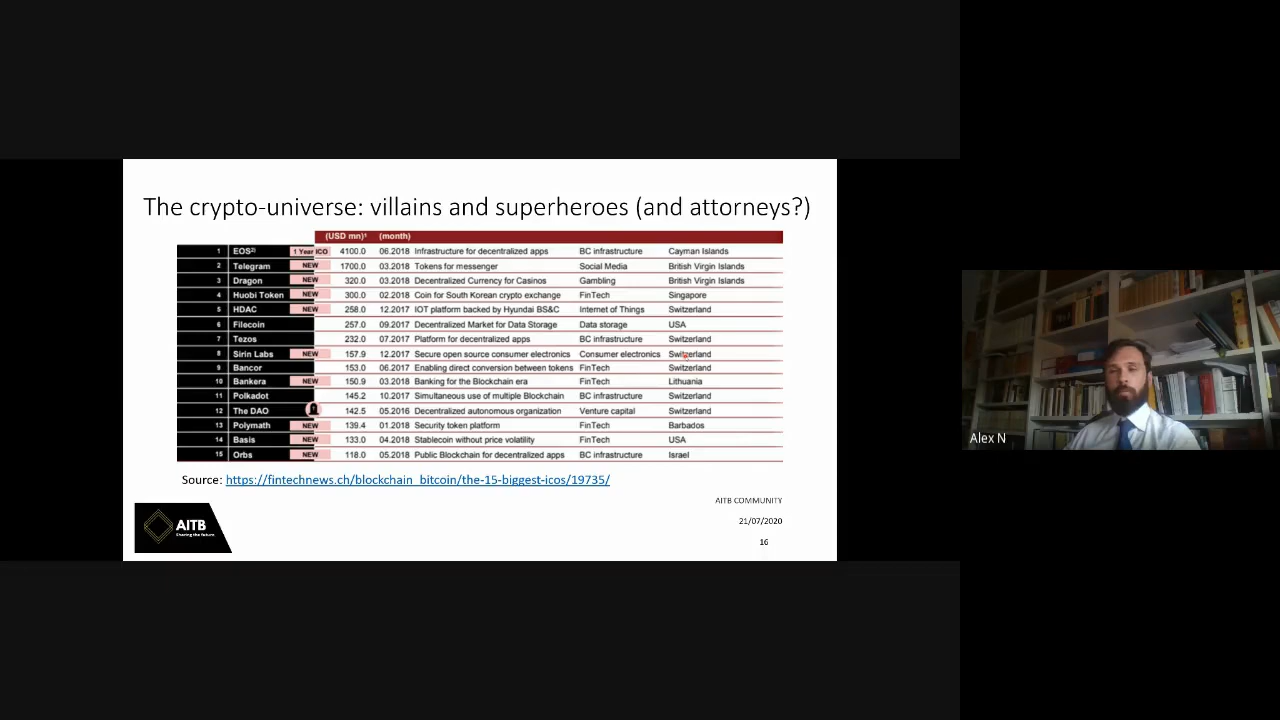 The crypto-universe: villains and superheroes (and attorneys?)
(USD mn)¹ (month)
1 EOS²⁾ 1 Year ICO 4100.0 06.2018 Infrastructure for decentralized apps BC infrastructure Cayman Islands
2 Telegram NEW 1700.0 03.2018 Tokens for messenger Social Media British Virgin Islands
3 Dragon NEW 320.0 03.2018 Decentralized Currency for Casinos Gambling British Virgin Islands
4 Huobi Token NEW 300.0 02.2018 Coin for South Korean crypto exchange FinTech Singapore
5 HDAC NEW 258.0 12.2017 IOT platform backed by Hyundai BS&C Internet of Things Switzerland
6 Filecoin 257.0 09.2017 Decentralized Market for Data Storage Data storage USA
7 Tezos 232.0 07.2017 Platform for decentralized apps BC infrastructure Switzerland
8 Sirin Labs NEW 157.9 12.2017 Secure open source consumer electronics Consumer electronics Switzerland
9 Bancor 153.0 06.2017 Enabling direct conversion between tokens FinTech Switzerland
10 Bankera NEW 150.9 03.2018 Banking for the Blockchain era FinTech Lithuania
11 Polkadot 145.2 10.2017 Simultaneous use of multiple Blockchain BC infrastructure Switzerland
12 The DAO 142.5 05.2016 Decentralized autonomous organization Venture capital Switzerland
13 Polymath NEW 139.4 01.2018 Security token platform FinTech Barbados
14 Basis NEW 133.0 04.2018 Stablecoin without price volatility FinTech USA
15 Orbs NEW 118.0 05.2018 Public Blockchain for decentralized apps BC infrastructure Israel
Source: https://fintechnews.ch/blockchain_bitcoin/the-15-biggest-icos/19735/
AITB COMMUNITY
21/07/2020
16
AITB
Sharing the future
Alex N